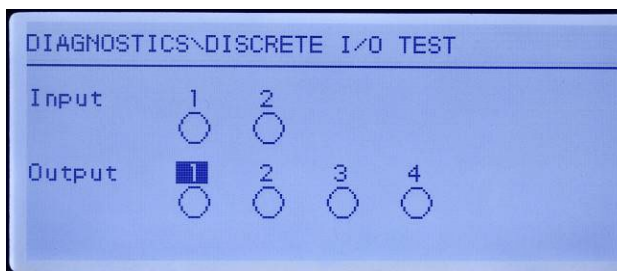 DIAGNOSTICS\DISCRETE I/O TEST
Input 1 2
Output 1 2 3 4